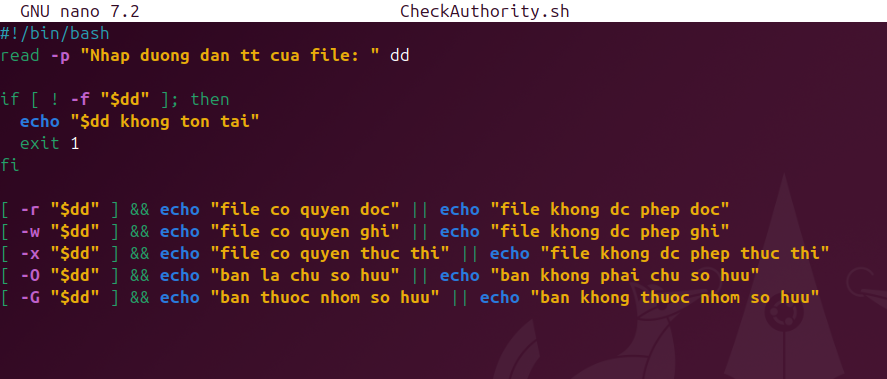 GNU nano 7.2 CheckAuthority.sh
#!/bin/bash
read -p "Nhap duong dan tt cua file: " dd
if [ ! -f "$dd" ]; then
echo "$dd khong ton tai"
exit 1
fi
[ -r "$dd" ] && echo "file co quyen doc" || echo "file khong dc phep doc"
[ -w "$dd" ] && echo "file co quyen ghi" || echo "file khong dc phep ghi"
[ -x "$dd" ] && echo "file co quyen thuc thi" || echo "file khong dc phep thuc thi"
[ -O "$dd" ] && echo "ban la chu so huu" || echo "ban khong phai chu so huu"
[ -G "$dd" ] && echo "ban thuoc nhom so huu" || echo "ban khong thuoc nhom so huu"